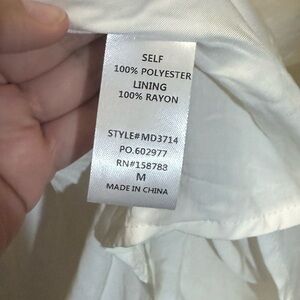 SELF
100% POLYESTER
LINING
100% RAYON
STYLE#MD3714
PO.602977
RN#158788
M
MADE IN CHINA